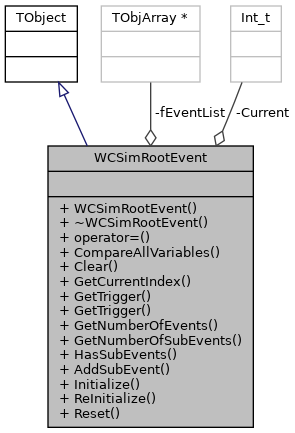 TObject
TObjArray *
Int_t
-fEventList
-Current
WCSimRootEvent
+ WCSimRootEvent()
+ ~WCSimRootEvent()
+ operator=()
+ CompareAllVariables()
+ Clear()
+ GetCurrentIndex()
+ GetTrigger()
+ GetTrigger()
+ GetNumberOfEvents()
+ GetNumberOfSubEvents()
+ HasSubEvents()
+ AddSubEvent()
+ Initialize()
+ ReInitialize()
+ Reset()